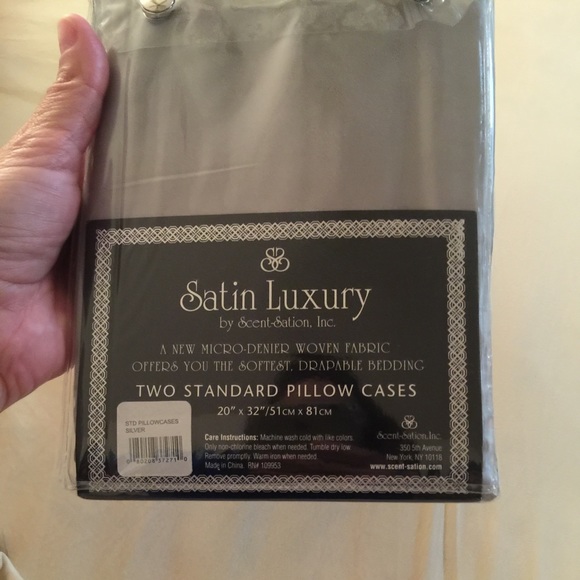 Satin Luxury
by Scent-Sation, Inc.
A NEW MICRO-DENIER WOVEN FABRIC
OFFERS YOU THE SOFTEST, DRAPABLE BEDDING
TWO STANDARD PILLOW CASES
20" x 32"/51CM x 81CM
STD PILLOWCASES
SILVER
Care Instructions: Machine wash cold with like colors.
Only non-chlorine bleach when needed. Tumble dry low
Remove promptly. Warm iron when needed.
Made in China. RN# 109953
Scent-Sation, Inc.
350 5th Avenue
New York, NY 10118
www.scent-sation.com